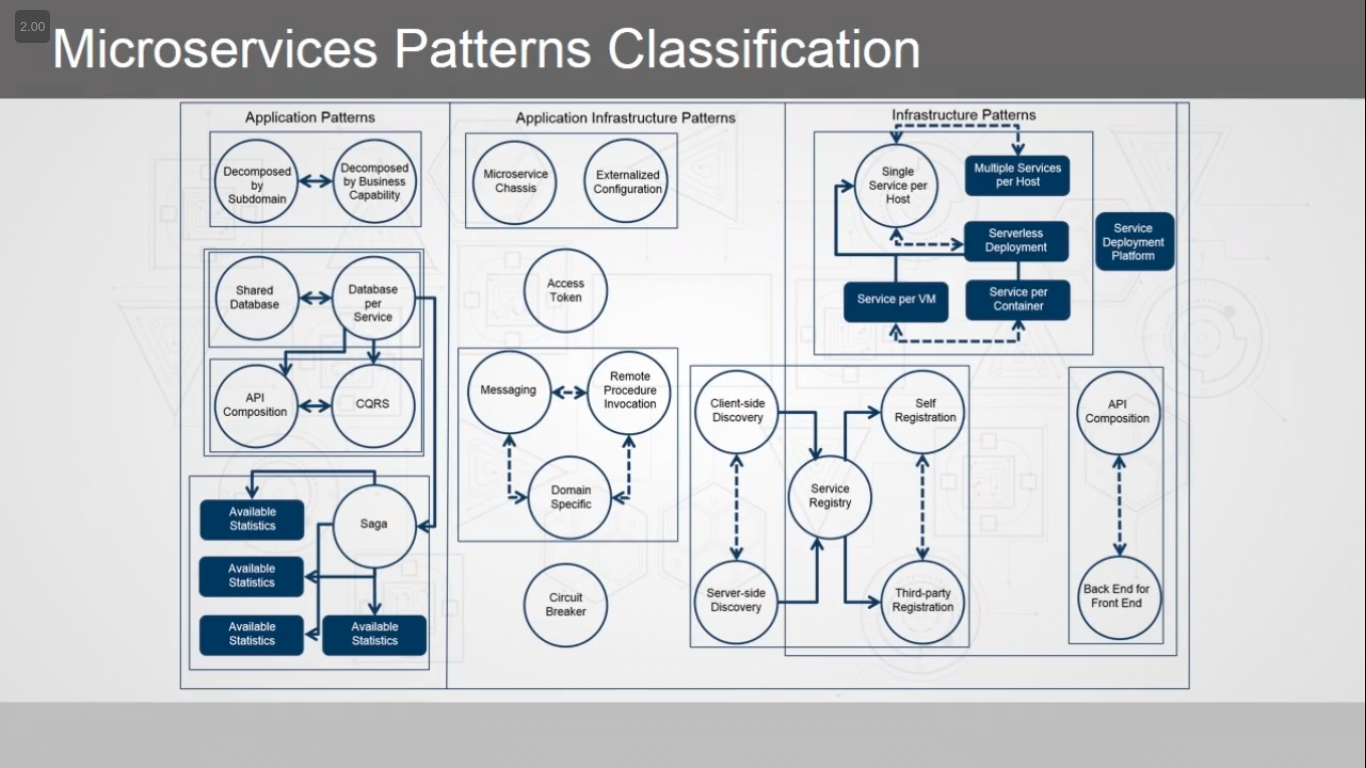 2.00
Microservices Patterns Classification
Application Patterns
Decomposed
by
Subdomain
Decomposed
by Business
Capability
Shared
Database
Database
per
Service
API
Composition
CQRS
Available
Statistics
Saga
Available
Statistics
Available
Statistics
Available
Statistics
Application Infrastructure Patterns
Microservice
Chassis
Externalized
Configuration
Access
Token
Messaging
Remote
Procedure
Invocation
Domain
Specific
Circuit
Breaker
Client-side
Discovery
Server-side
Discovery
Service
Registry
Infrastructure Patterns
Single
Service per
Host
Multiple Services
per Host
Serverless
Deployment
Service per VM
Service per
Container
Service
Deployment
Platform
Self
Registration
Third-party
Registration
API
Composition
Back End for
Front End